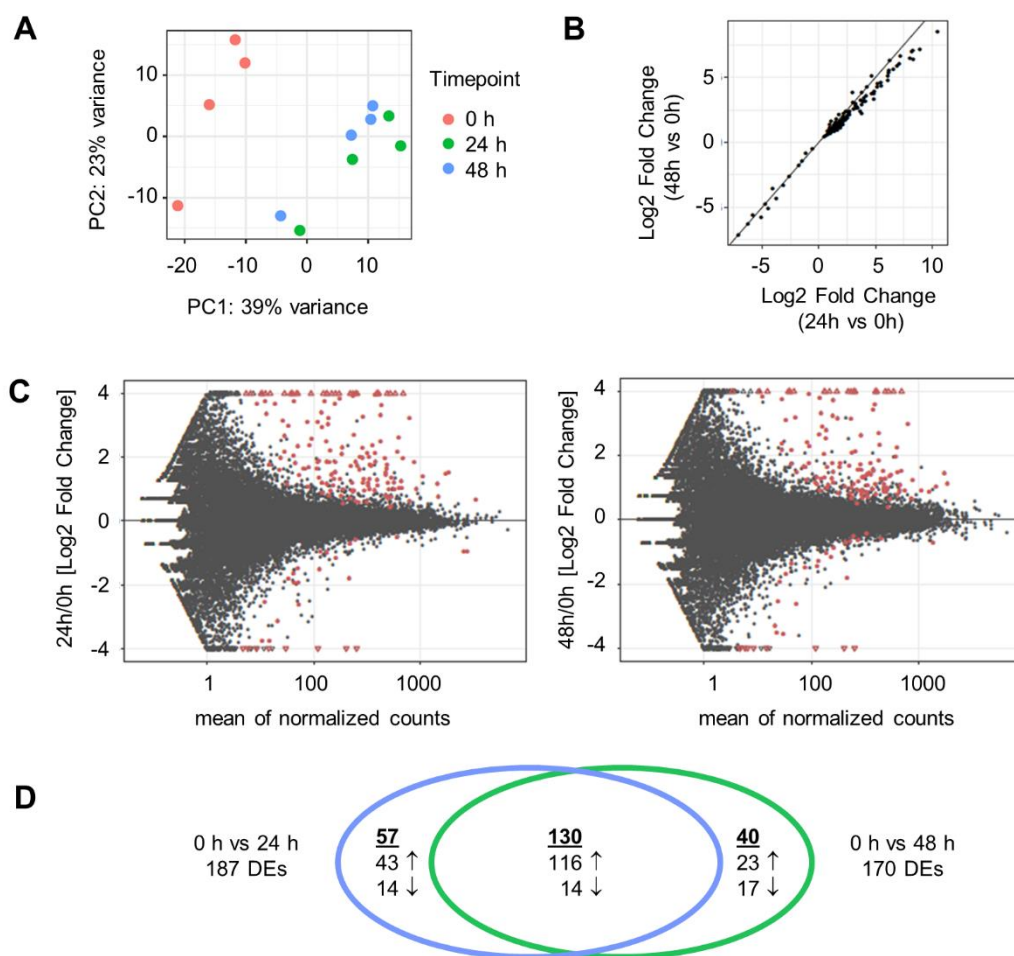 A
PC2: 23% variance
10
0
-10
-20
-10
0
10
PC1: 39% variance
Timepoint
0 h
24 h
48 h
B
Log2 Fold Change
(48h vs 0h)
5
0
-5
-5
0
5
10
Log2 Fold Change
(24h vs 0h)
C
24h/0h [Log2 Fold Change]
4
2
0
-2
-4
1
100
1000
mean of normalized counts
48h/0h [Log2 Fold Change]
4
2
0
-2
-4
1
100
1000
mean of normalized counts
D
0 h vs 24 h
187 DEs
57
43 ↑
14 ↓
130
116 ↑
14 ↓
40
23 ↑
17 ↓
0 h vs 48 h
170 DEs